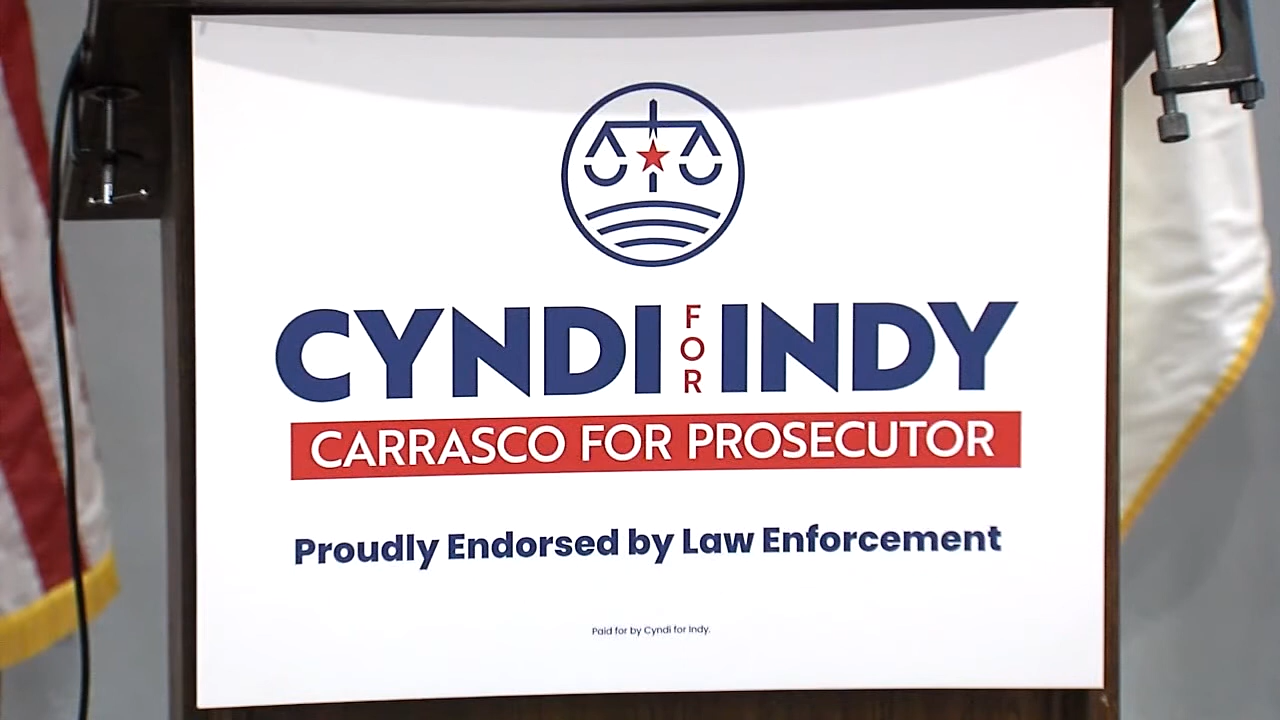 CYNDI FOR INDY
CARRASCO FOR PROSECUTOR
Proudly Endorsed by Law Enforcement
Paid for by Cyndi for Indy.